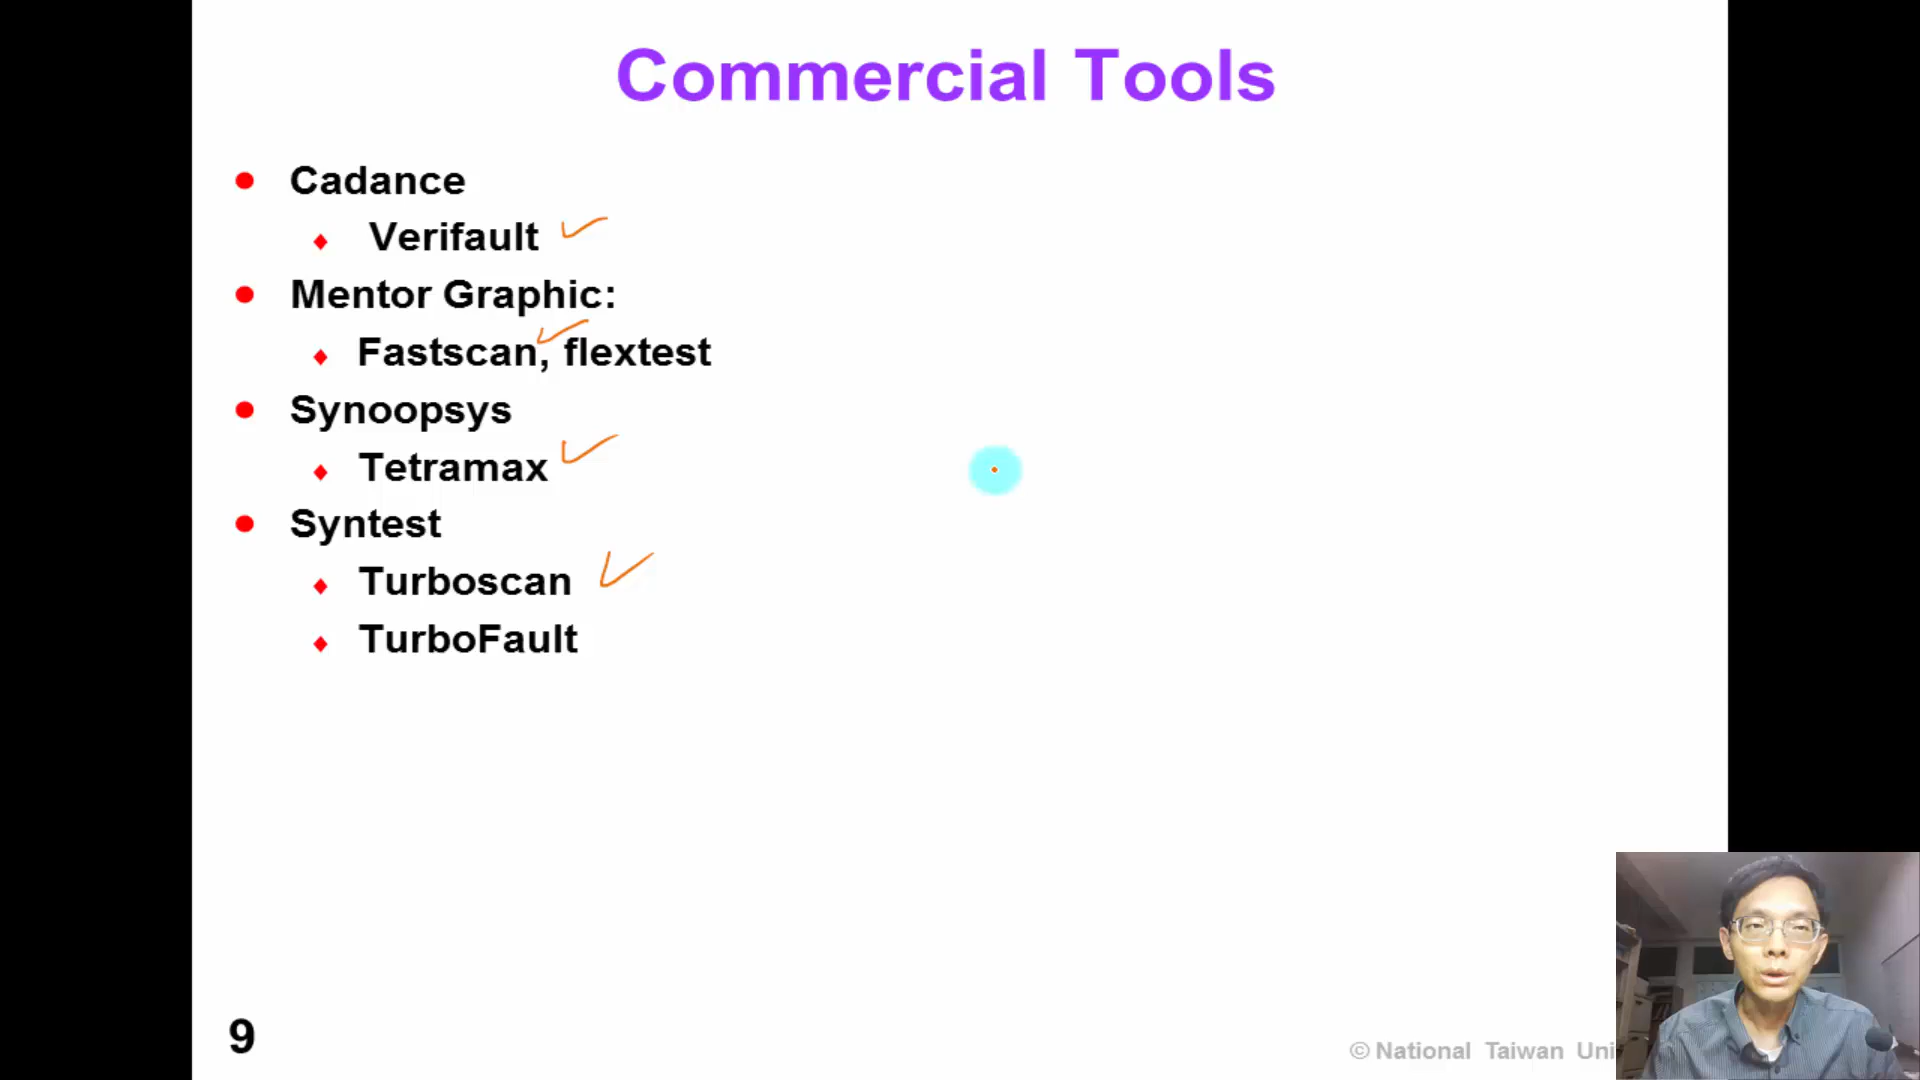 Commercial Tools
Cadance
Verifault
Mentor Graphic:
Fastscan, flextest
Synoopsys
Tetramax
Syntest
Turboscan
TurboFault
9
© National Taiwan Uni